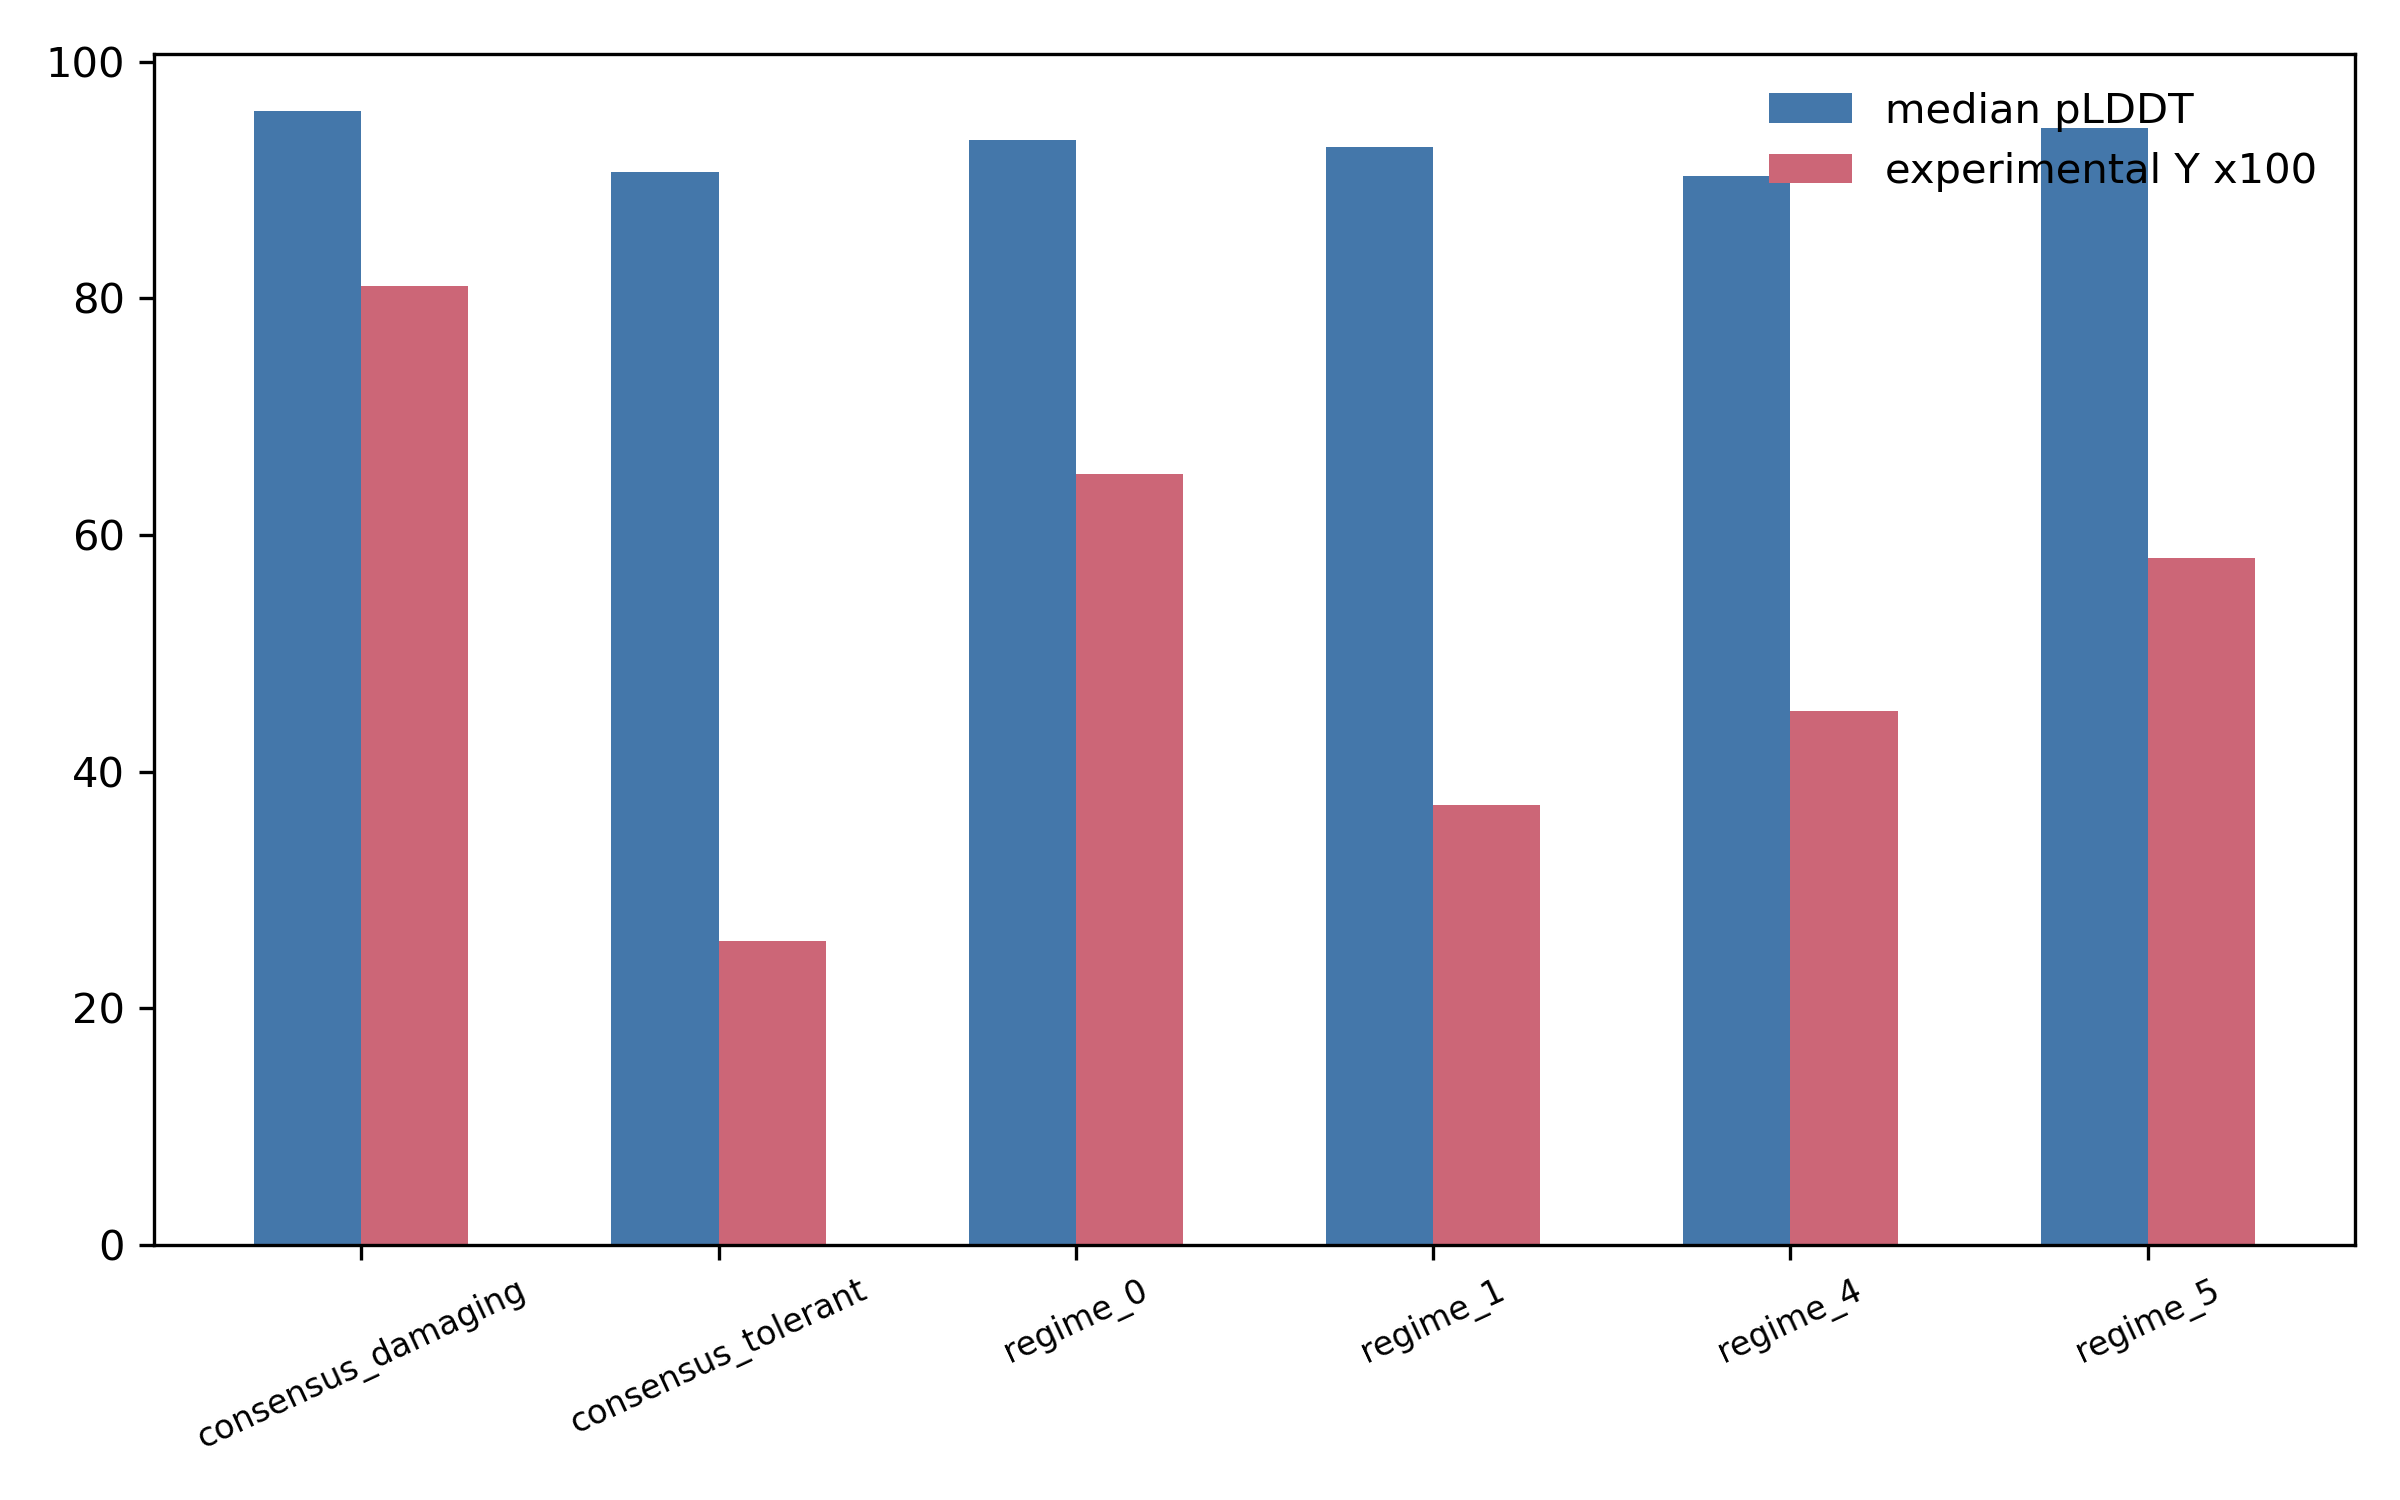 median pLDDT
experimental Y x100
100
80
60
40
20
0
consensus_damaging
consensus_tolerant
regime_0
regime_1
regime_4
regime_5